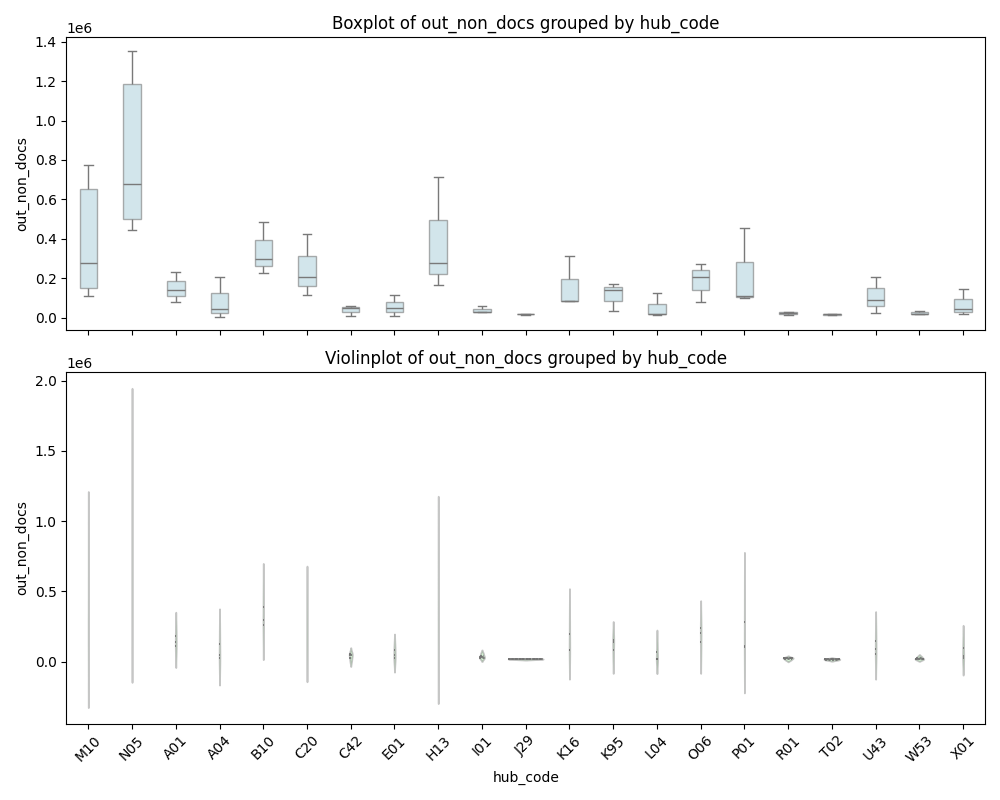 Boxplot of out_non_docs grouped by hub_code
1e6
1.4
1.2
1.0
0.8
0.6
0.4
0.2
0.0
out_non_docs
Violinplot of out_non_docs grouped by hub_code
1e6
2.0
1.5
1.0
0.5
0.0
out_non_docs
M10 N05 A01 A04 B10 C20 C42 E01 H13 I01 J29 K16 K95 L04 O06 P01 R01 T02 U43 W53 X01
hub_code